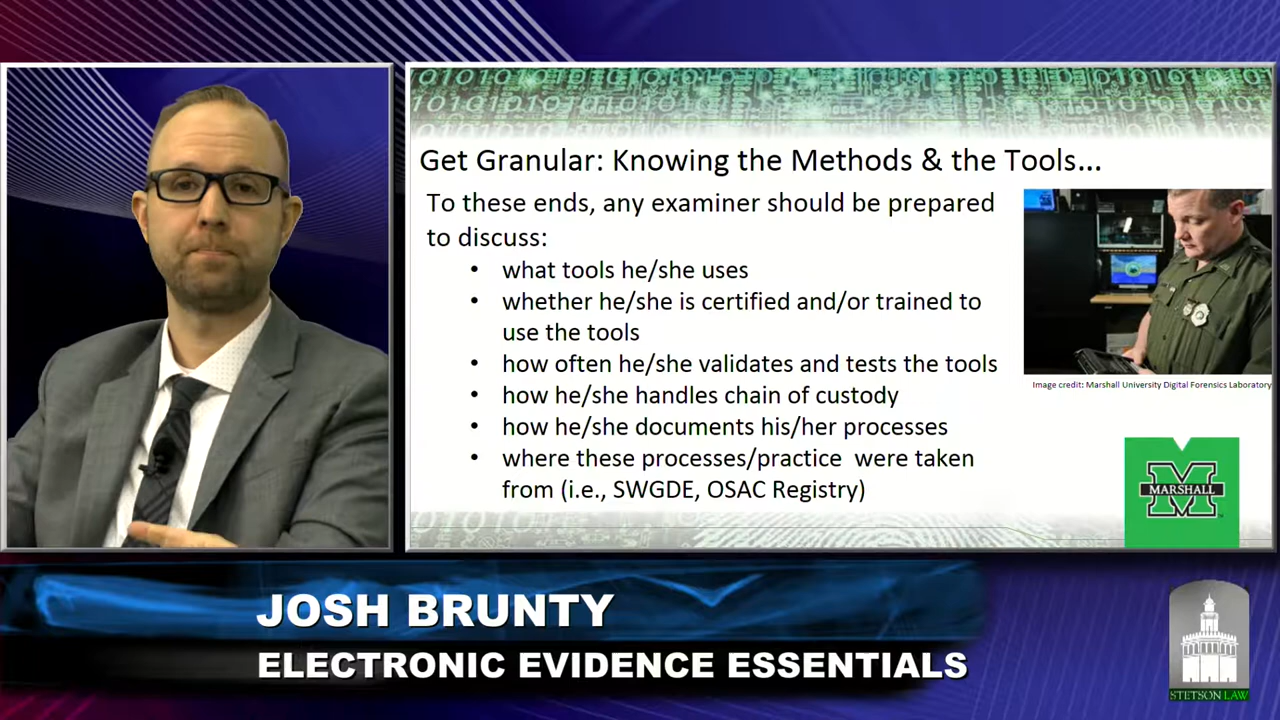 Get Granular: Knowing the Methods & the Tools...
To these ends, any examiner should be prepared
to discuss:
• what tools he/she uses
• whether he/she is certified and/or trained to
use the tools
• how often he/she validates and tests the tools
• how he/she handles chain of custody
• how he/she documents his/her processes
• where these processes/practice were taken
from (i.e., SWGDE, OSAC Registry)
Image credit: Marshall University Digital Forensics Laboratory
M
MARSHALL
TM
JOSH BRUNTY
ELECTRONIC EVIDENCE ESSENTIALS
STETSON LAW